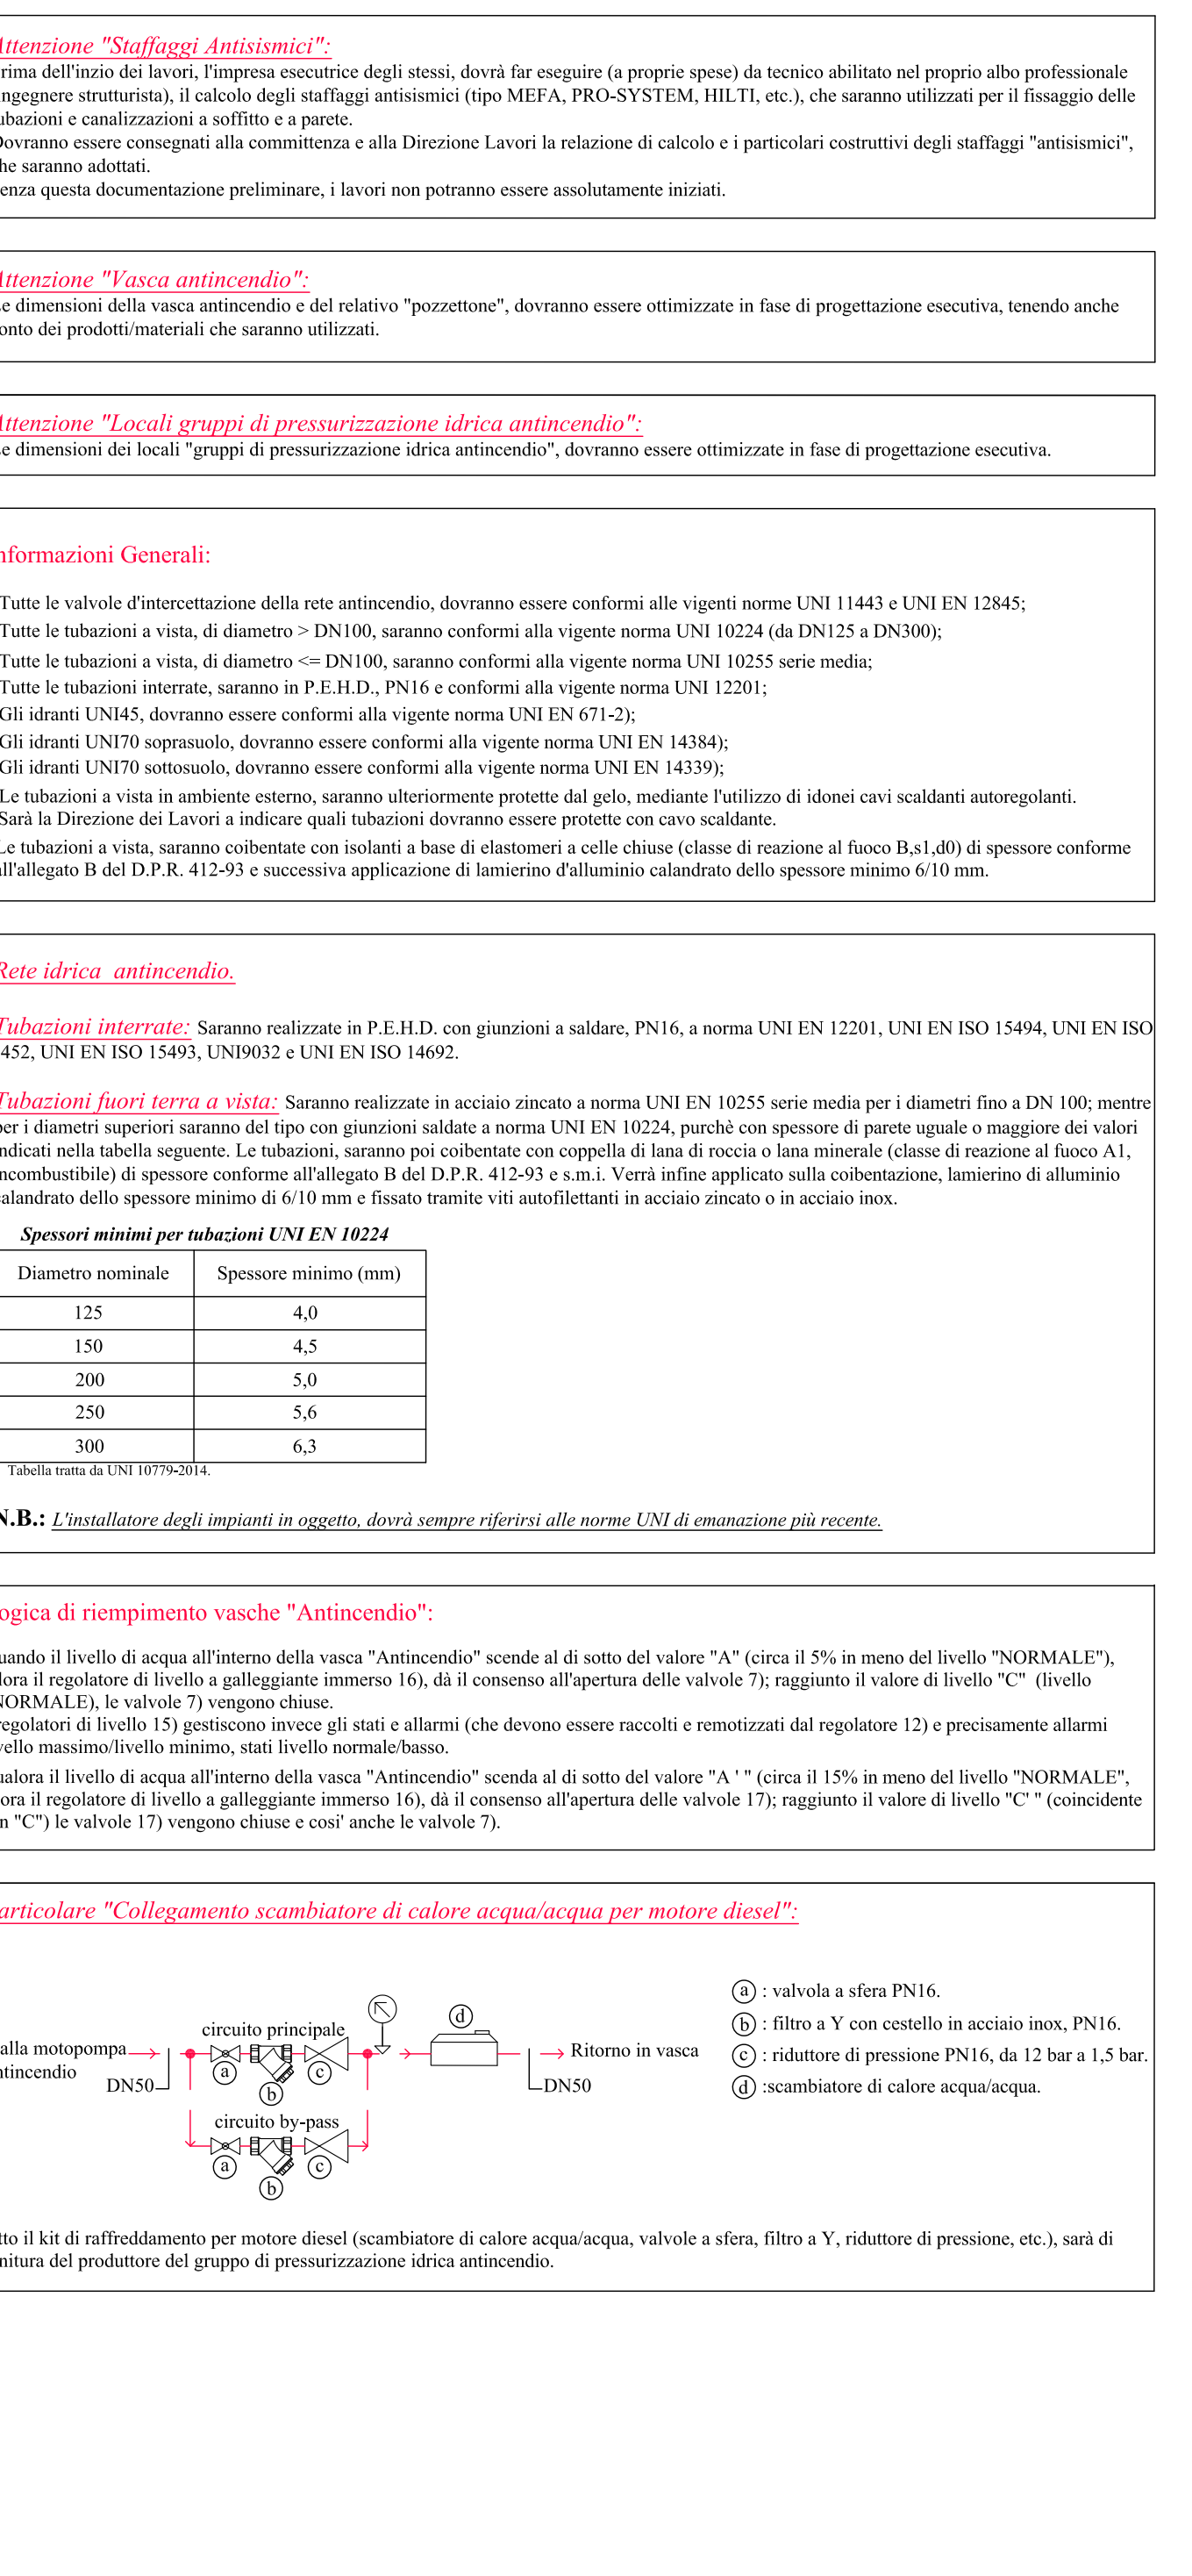 Attenzione "Staffaggi Antisismici":
rima dell'inzio dei lavori, l'impresa esecutrice degli stessi, dovrà far eseguire (a proprie spese) da tecnico abilitato nel proprio albo professionale
ngegnere strutturista), il calcolo degli staffaggi antisismici (tipo MEFA, PRO-SYSTEM, HILTI, etc.), che saranno utilizzati per il fissaggio delle
ubazioni e canalizzazioni a soffitto e a parete.
Dovranno essere consegnati alla committenza e alla Direzione Lavori la relazione di calcolo e i particolari costruttivi degli staffaggi "antisismici",
he saranno adottati.
enza questa documentazione preliminare, i lavori non potranno essere assolutamente iniziati.
Attenzione "Vasca antincendio":
Le dimensioni della vasca antincendio e del relativo "pozzettone", dovranno essere ottimizzate in fase di progettazione esecutiva, tenendo anche
onto dei prodotti/materiali che saranno utilizzati.
Attenzione "Locali gruppi di pressurizzazione idrica antincendio":
Le dimensioni dei locali "gruppi di pressurizzazione idrica antincendio", dovranno essere ottimizzate in fase di progettazione esecutiva.
nformazioni Generali:
Tutte le valvole d'intercettazione della rete antincendio, dovranno essere conformi alle vigenti norme UNI 11443 e UNI EN 12845;
Tutte le tubazioni a vista, di diametro > DN100, saranno conformi alla vigente norma UNI 10224 (da DN125 a DN300);
Tutte le tubazioni a vista, di diametro <= DN100, saranno conformi alla vigente norma UNI 10255 serie media;
Tutte le tubazioni interrate, saranno in P.E.H.D., PN16 e conformi alla vigente norma UNI 12201;
Gli idranti UNI45, dovranno essere conformi alla vigente norma UNI EN 671-2);
Gli idranti UNI70 soprasuolo, dovranno essere conformi alla vigente norma UNI EN 14384);
Gli idranti UNI70 sottosuolo, dovranno essere conformi alla vigente norma UNI EN 14339);
Le tubazioni a vista in ambiente esterno, saranno ulteriormente protette dal gelo, mediante l'utilizzo di idonei cavi scaldanti autoregolanti.
Sarà la Direzione dei Lavori a indicare quali tubazioni dovranno essere protette con cavo scaldante.
Le tubazioni a vista, saranno coibentate con isolanti a base di elastomeri a celle chiuse (classe di reazione al fuoco B,s1,d0) di spessore conforme
all'allegato B del D.P.R. 412-93 e successiva applicazione di lamierino d'alluminio calandrato dello spessore minimo 6/10 mm.
Rete idrica antincendio.
Tubazioni interrate: Saranno realizzate in P.E.H.D. con giunzioni a saldare, PN16, a norma UNI EN 12201, UNI EN ISO 15494, UNI EN ISO
452, UNI EN ISO 15493, UNI9032 e UNI EN ISO 14692.
Tubazioni fuori terra a vista: Saranno realizzate in acciaio zincato a norma UNI EN 10255 serie media per i diametri fino a DN 100; mentre
per i diametri superiori saranno del tipo con giunzioni saldate a norma UNI EN 10224, purchè con spessore di parete uguale o maggiore dei valori
ndicati nella tabella seguente. Le tubazioni, saranno poi coibentate con coppella di lana di roccia o lana minerale (classe di reazione al fuoco A1,
ncombustibile) di spessore conforme all'allegato B del D.P.R. 412-93 e s.m.i. Verrà infine applicato sulla coibentazione, lamierino di alluminio
calandrato dello spessore minimo di 6/10 mm e fissato tramite viti autofilettanti in acciaio zincato o in acciaio inox.
Spessori minimi per tubazioni UNI EN 10224
Diametro nominale Spessore minimo (mm)
125 4,0
150 4,5
200 5,0
250 5,6
300 6,3
Tabella tratta da UNI 10779-2014.
N.B.: L'installatore degli impianti in oggetto, dovrà sempre riferirsi alle norme UNI di emanazione più recente.
ogica di riempimento vasche "Antincendio":
uando il livello di acqua all'interno della vasca "Antincendio" scende al di sotto del valore "A" (circa il 5% in meno del livello "NORMALE"),
lora il regolatore di livello a galleggiante immerso 16), dà il consenso all'apertura delle valvole 7); raggiunto il valore di livello "C" (livello
NORMALE), le valvole 7) vengono chiuse.
regolatori di livello 15) gestiscono invece gli stati e allarmi (che devono essere raccolti e remotizzati dal regolatore 12) e precisamente allarmi
vello massimo/livello minimo, stati livello normale/basso.
ualora il livello di acqua all'interno della vasca "Antincendio" scenda al di sotto del valore "A ' " (circa il 15% in meno del livello "NORMALE",
ora il regolatore di livello a galleggiante immerso 16), dà il consenso all'apertura delle valvole 17); raggiunto il valore di livello "C' " (coincidente
n "C") le valvole 17) vengono chiuse e cosi' anche le valvole 7).
articolare "Collegamento scambiatore di calore acqua/acqua per motore diesel":
a : valvola a sfera PN16.
b : filtro a Y con cestello in acciaio inox, PN16.
c : riduttore di pressione PN16, da 12 bar a 1,5 bar.
d :scambiatore di calore acqua/acqua.
d
circuito principale
alla motopompa
ntincendio
Ritorno in vasca
a
c
DN50
DN50
b
circuito by-pass
a
c
b
tto il kit di raffreddamento per motore diesel (scambiatore di calore acqua/acqua, valvole a sfera, filtro a Y, riduttore di pressione, etc.), sarà di
nitura del produttore del gruppo di pressurizzazione idrica antincendio.